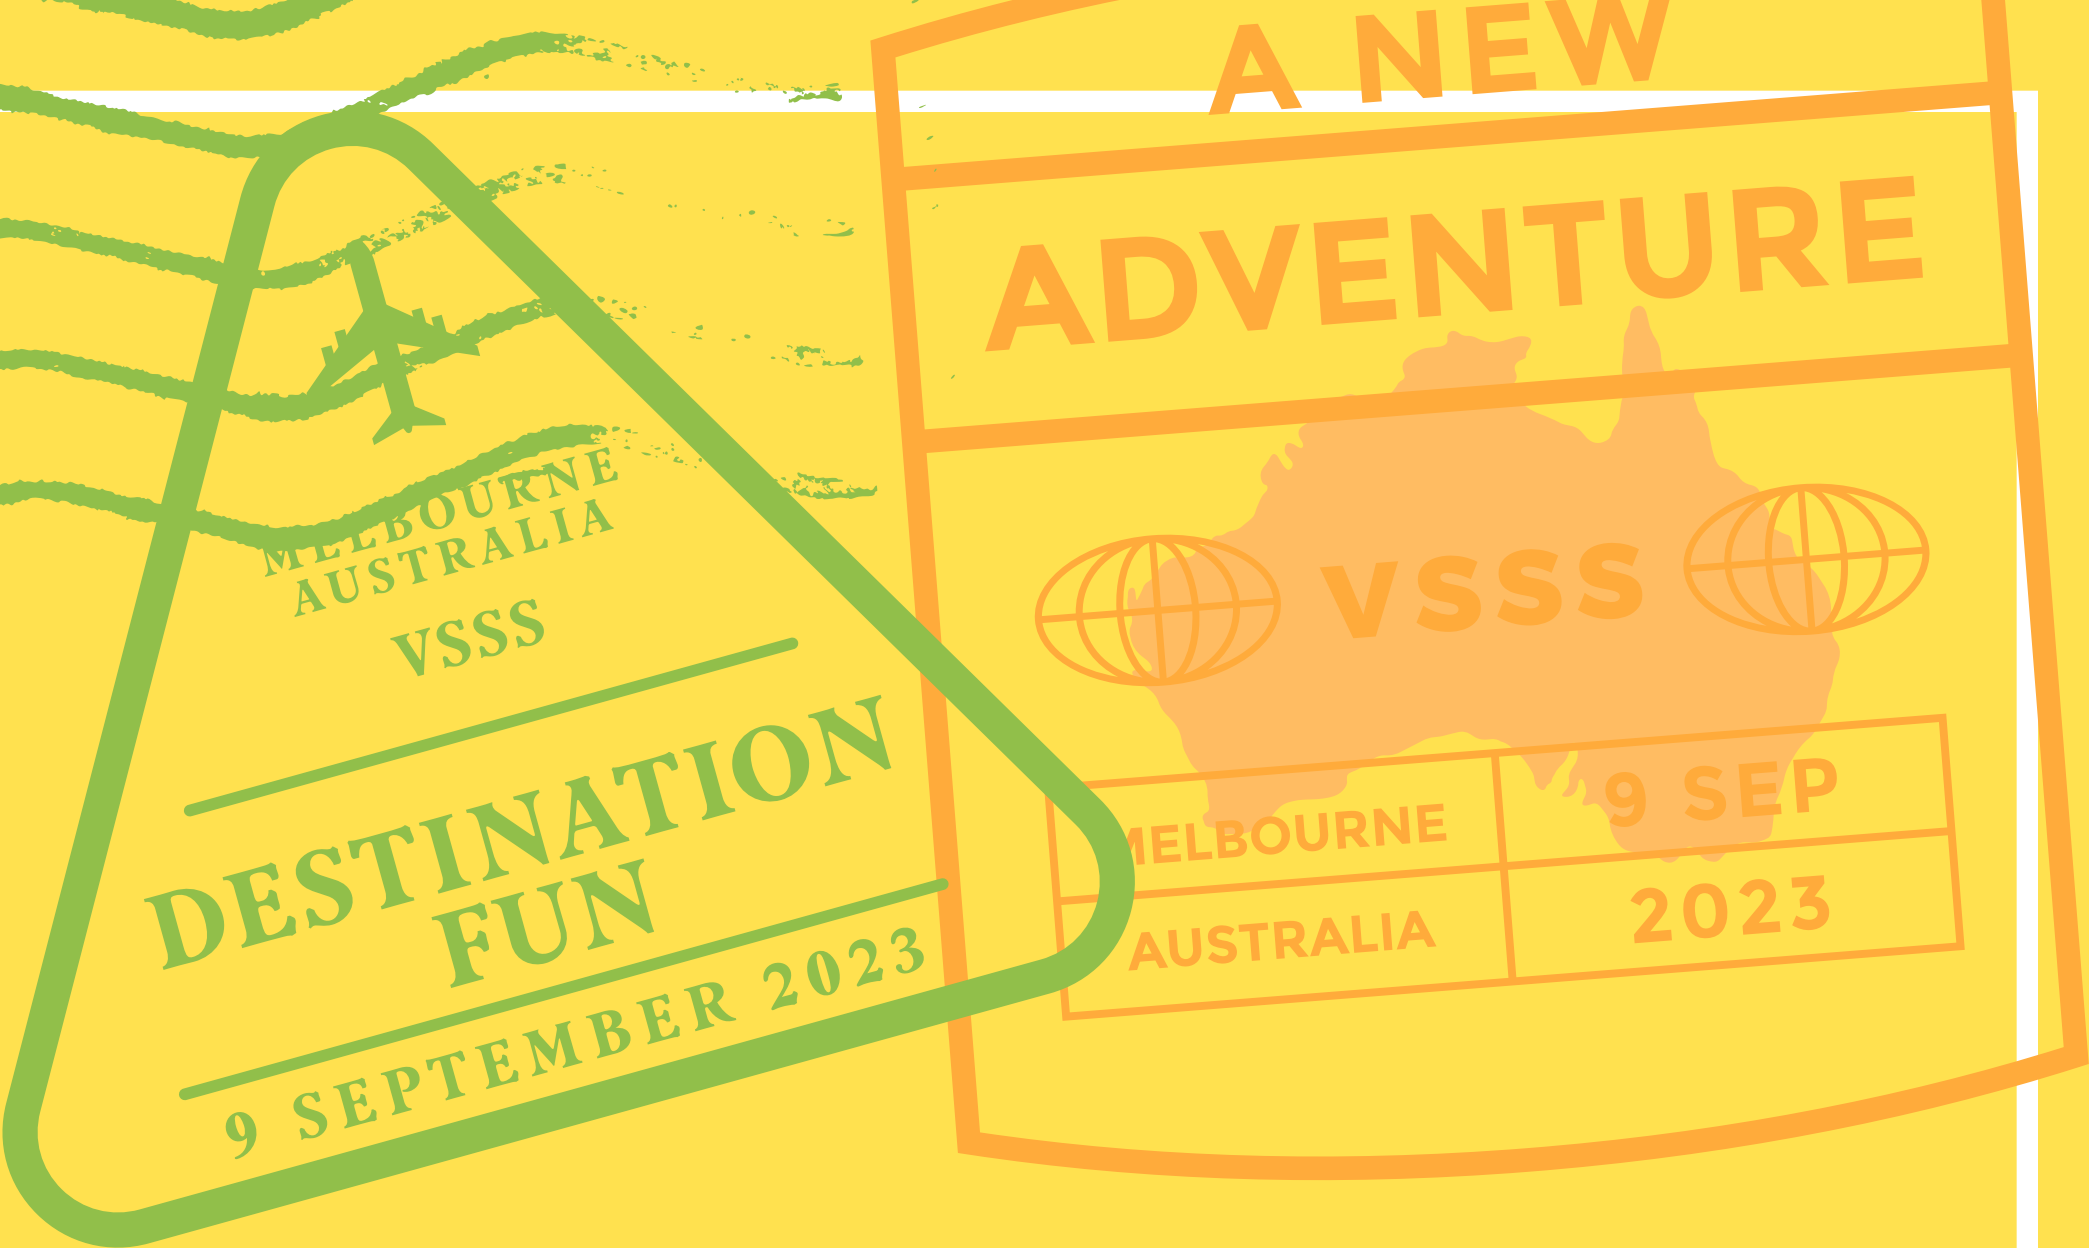 MELBOURNE
AUSTRALIA
VSSS
DESTINATION
FUN
9 SEPTEMBER 2023
A NEW
ADVENTURE
VSSS
MELBOURNE
9 SEP
AUSTRALIA
2023